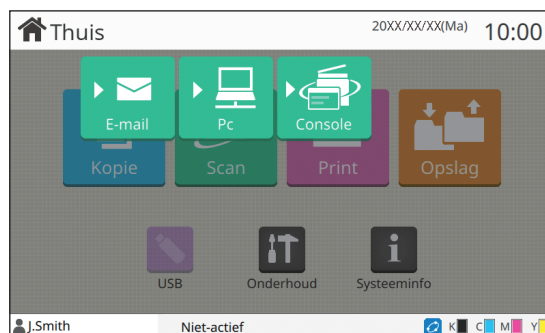 Thuis 20XX/XX/XX(Ma) 10:00
E-mail Pc Console
Kopie Scan Print Opslag
USB Onderhoud Systeeminfo
J.Smith Niet-actief K C M Y